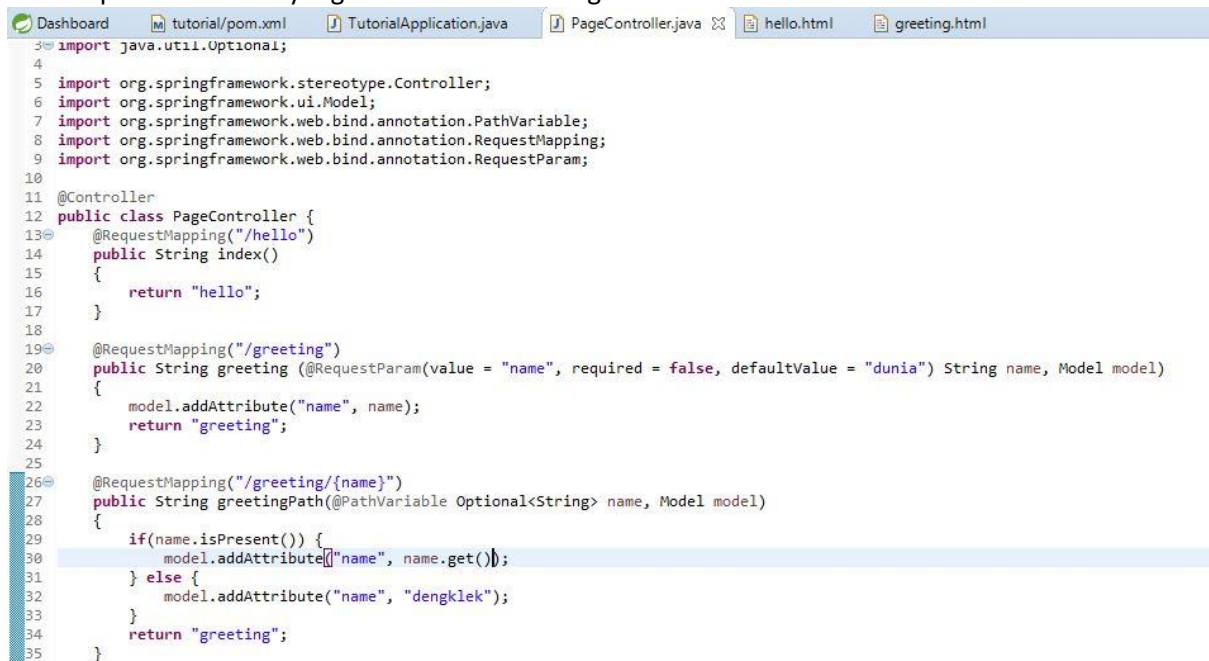 Dashboard tutorial/pom.xml TutorialApplication.java PageController.java hello.html greeting.html
3 import java.util.Optional;
4
5 import org.springframework.stereotype.Controller;
6 import org.springframework.ui.Model;
7 import org.springframework.web.bind.annotation.PathVariable;
8 import org.springframework.web.bind.annotation.RequestMapping;
9 import org.springframework.web.bind.annotation.RequestParam;
10
11 @Controller
12 public class PageController {
13 @RequestMapping("/hello")
14 public String index()
15 {
16 return "hello";
17 }
18
19 @RequestMapping("/greeting")
20 public String greeting (@RequestParam(value = "name", required = false, defaultValue = "dunia") String name, Model model)
21 {
22 model.addAttribute("name", name);
23 return "greeting";
24 }
25
26 @RequestMapping("/greeting/{name}")
27 public String greetingPath(@PathVariable Optional<String> name, Model model)
28 {
29 if(name.isPresent()) {
30 model.addAttribute("name", name.get());
31 } else {
32 model.addAttribute("name", "dengklek");
33 }
34 return "greeting";
35 }